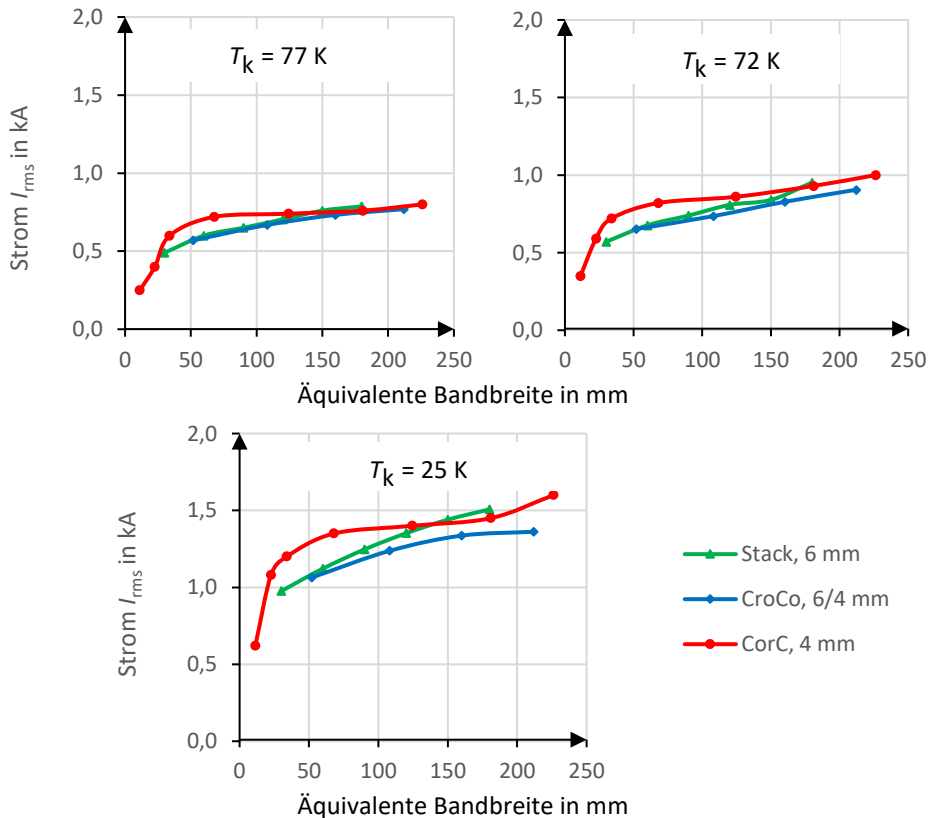 T_k = 77 K
Strom I_rms in kA
2,0
1,5
1,0
0,5
0,0
0 50 100 150 200 250
T_k = 72 K
2,0
1,5
1,0
0,5
0,0
0 50 100 150 200 250
Äquivalente Bandbreite in mm
T_k = 25 K
Strom I_rms in kA
2,0
1,5
1,0
0,5
0,0
0 50 100 150 200 250
Äquivalente Bandbreite in mm
Stack, 6 mm
CroCo, 6/4 mm
CorC, 4 mm